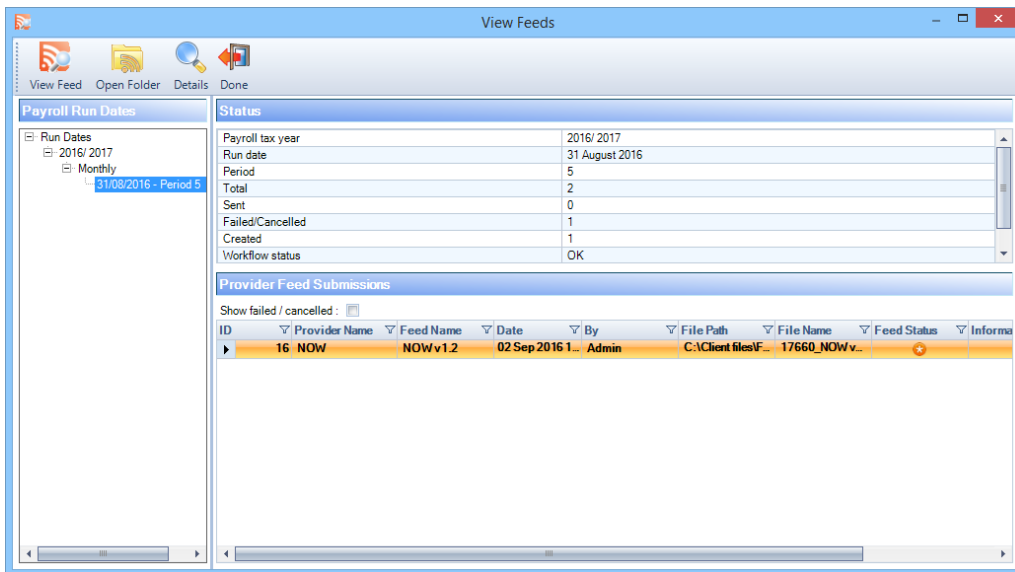 View Feeds
View Feed Open Folder Details Done
Payroll Run Dates
Run Dates
2016/ 2017
Monthly
31/08/2016 - Period 5
Status
Payroll tax year 2016/ 2017
Run date 31 August 2016
Period 5
Total 2
Sent 0
Failed/Cancelled 1
Created 1
Workflow status OK
Provider Feed Submissions
Show failed / cancelled :
ID Provider Name Feed Name Date By File Path File Name Feed Status Informa
16 NOW NOW v1.2 02 Sep 2016 1... Admin C:\Client files\F... 17660_NOW v...